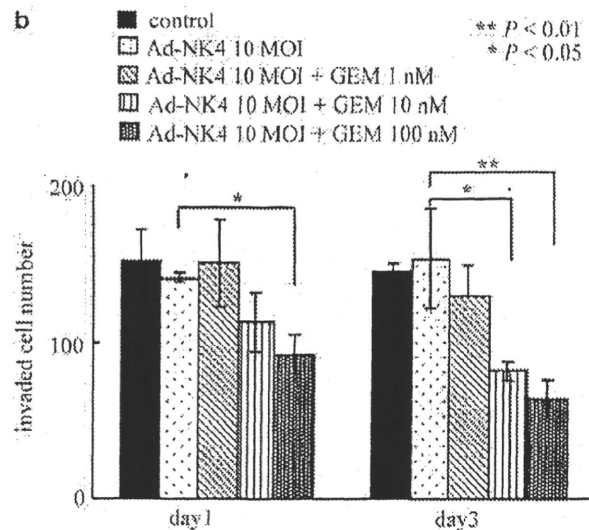 b
control
Ad-NK4 10 MOI
Ad-NK4 10 MOI + GEM 1 nM
Ad-NK4 10 MOI + GEM 10 nM
Ad-NK4 10 MOI + GEM 100 nM
** P < 0.01
* P < 0.05
invaded cell number
200
100
0
*
**
*
day1
day3